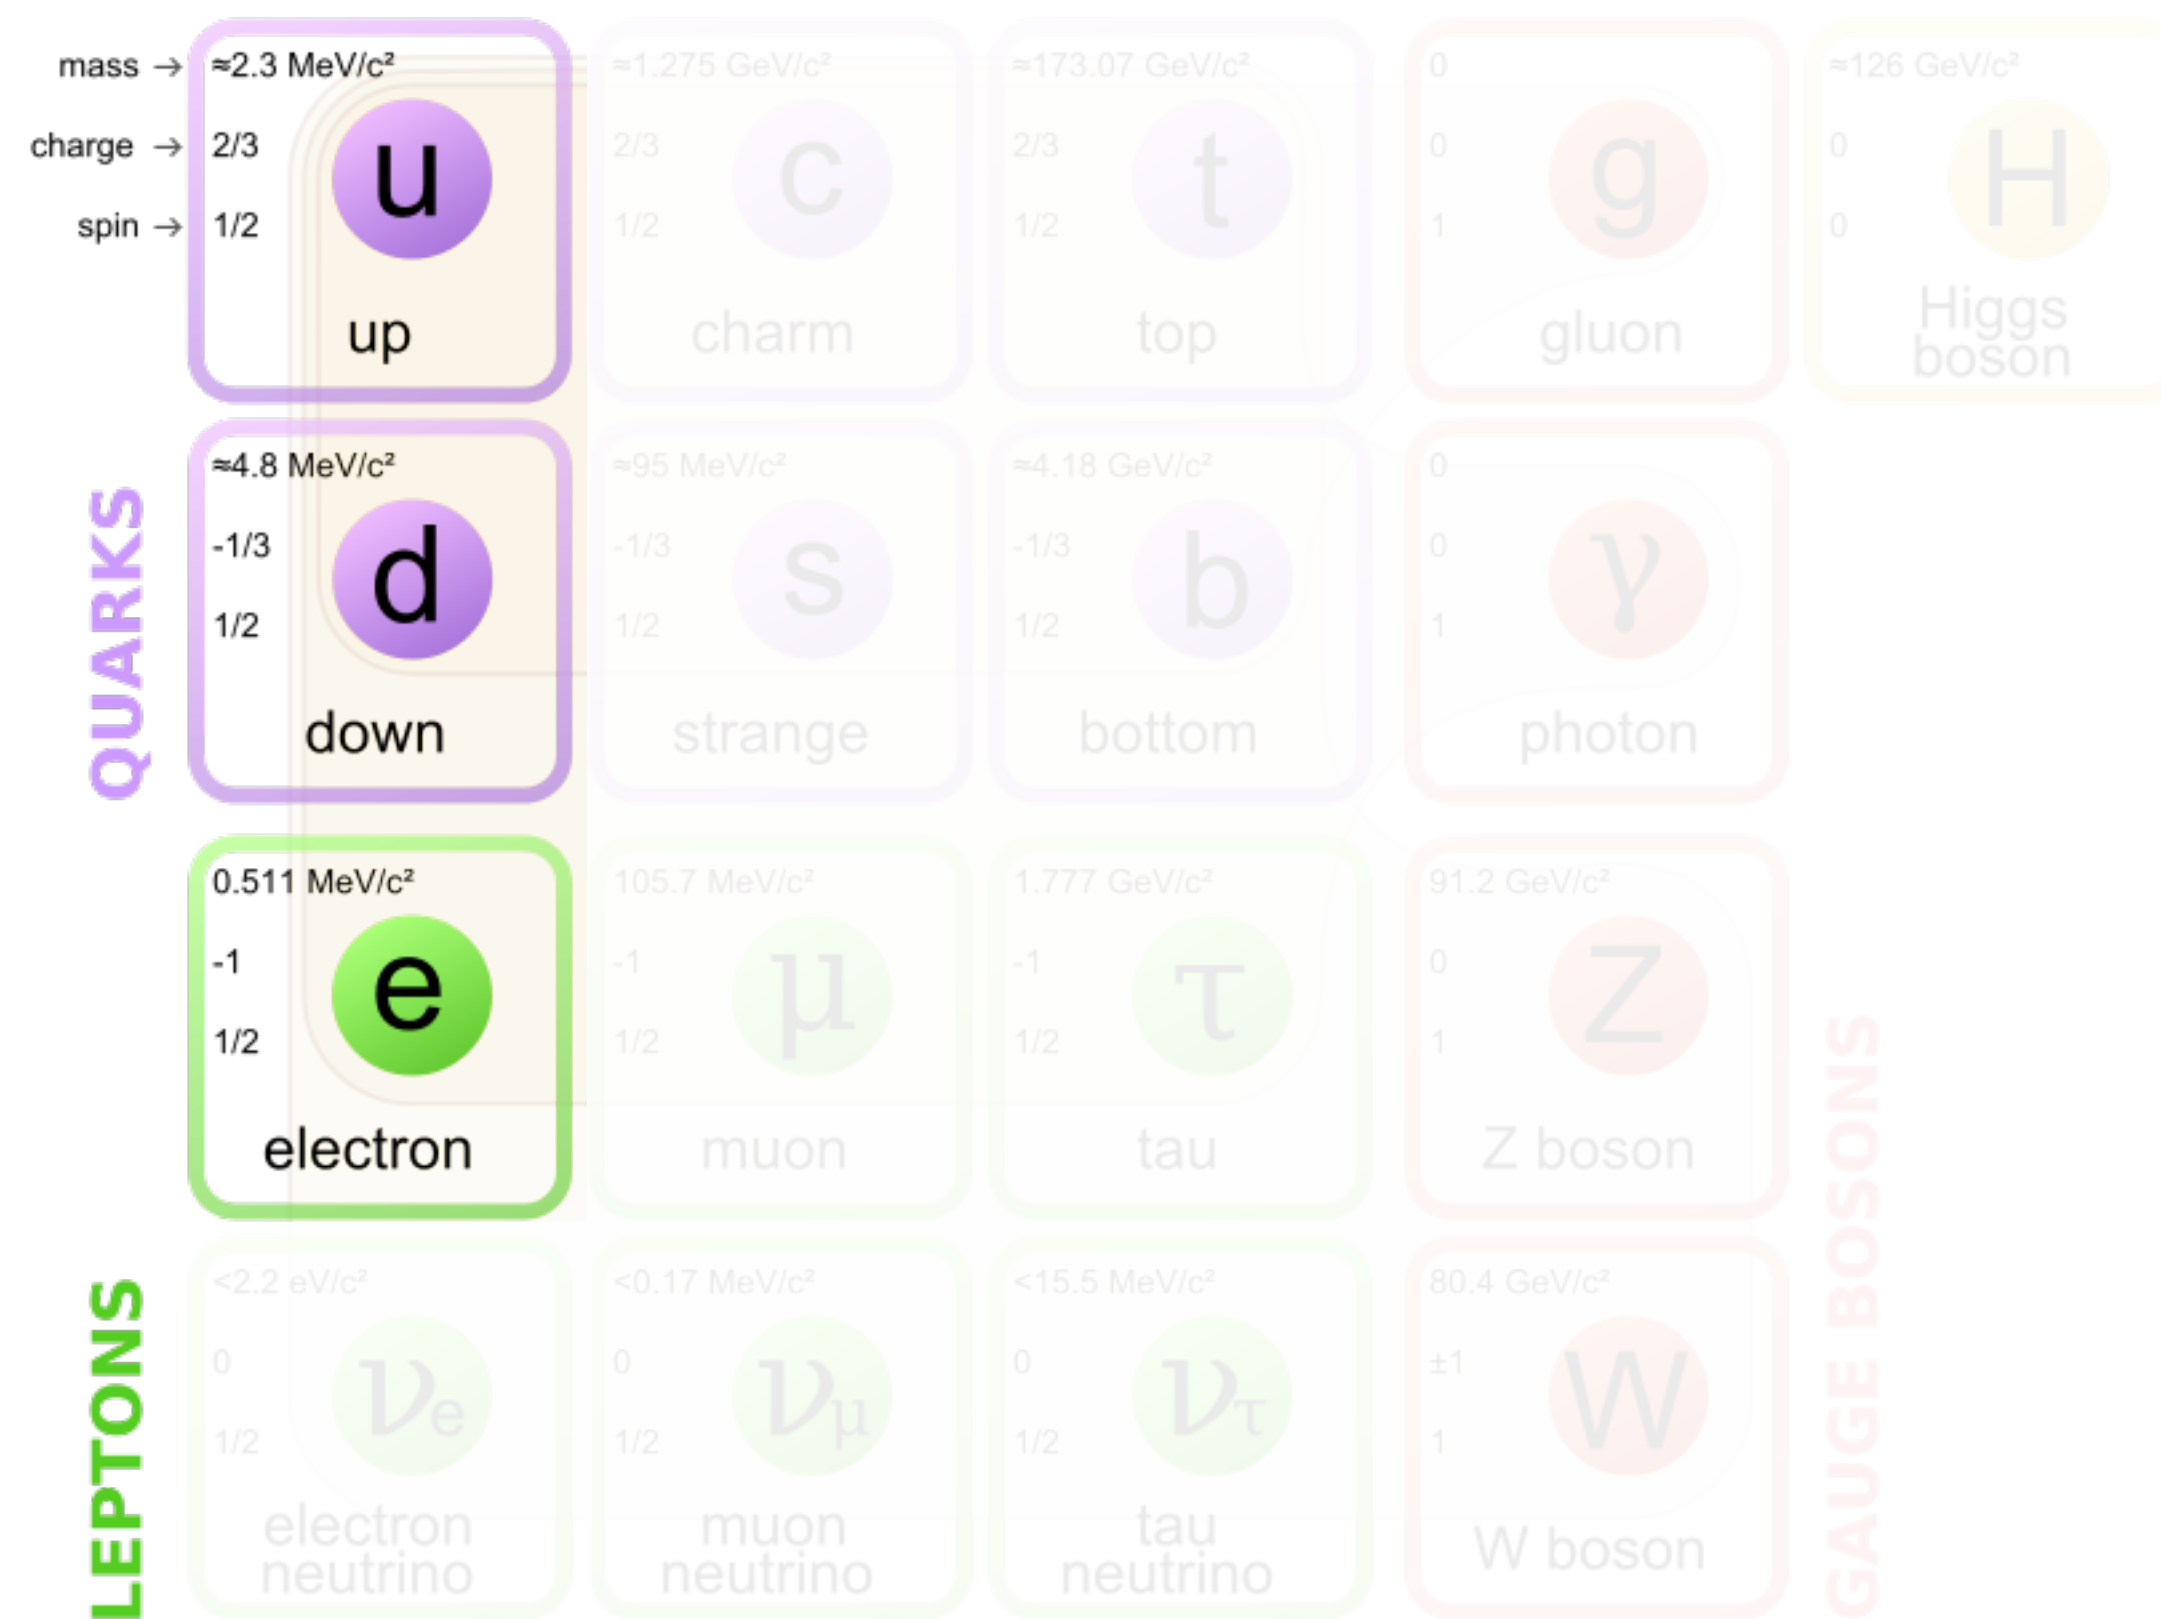 mass → ≈2.3 MeV/c² ≈1.275 GeV/c² ≈173.07 GeV/c² 0 ≈126 GeV/c²
charge → 2/3 2/3 2/3 0 0
spin → 1/2 1/2 1/2 1 0
u c t g H
up charm top gluon Higgs boson
QUARKS
≈4.8 MeV/c² ≈95 MeV/c² ≈4.18 GeV/c² 0
-1/3 -1/3 -1/3 0
1/2 1/2 1/2 1
d s b γ
down strange bottom photon
0.511 MeV/c² 105.7 MeV/c² 1.777 GeV/c² 91.2 GeV/c²
-1 -1 -1 0
1/2 1/2 1/2 1
e μ τ Z
electron muon tau Z boson
LEPTONS
<2.2 eV/c² <0.17 MeV/c² <15.5 MeV/c² 80.4 GeV/c²
0 0 0 ±1
1/2 1/2 1/2 1
νe νμ ντ W
electron neutrino muon neutrino tau neutrino W boson
GAUGE BOSONS